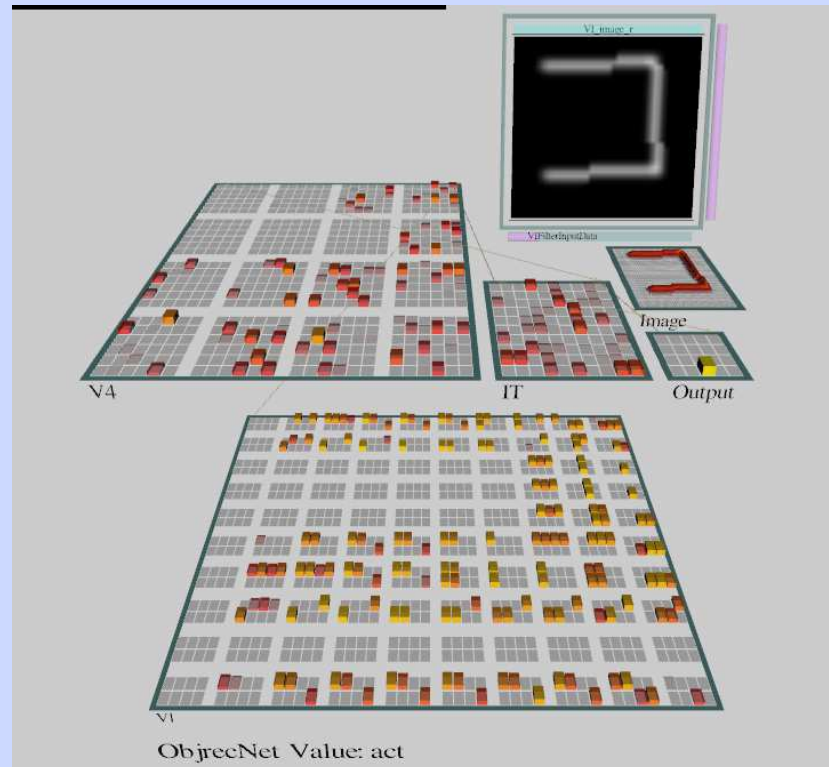 V1_image_r
V1FilterInputData
Image
V4
IT
Output
V1
ObjrecNet Value: act